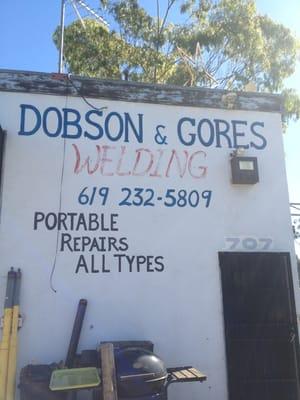 DOBSON & GORES
WELDING
619 232-5809
PORTABLE
REPAIRS
ALL TYPES
707